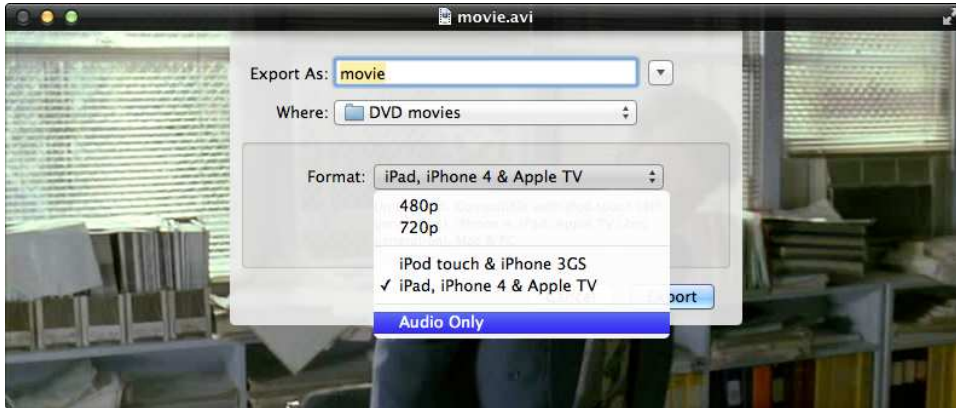 movie.avi
Export As: movie
Where: DVD movies
Format: iPad, iPhone 4 & Apple TV
480p
720p
iPod touch & iPhone 3GS
✓ iPad, iPhone 4 & Apple TV
Audio Only